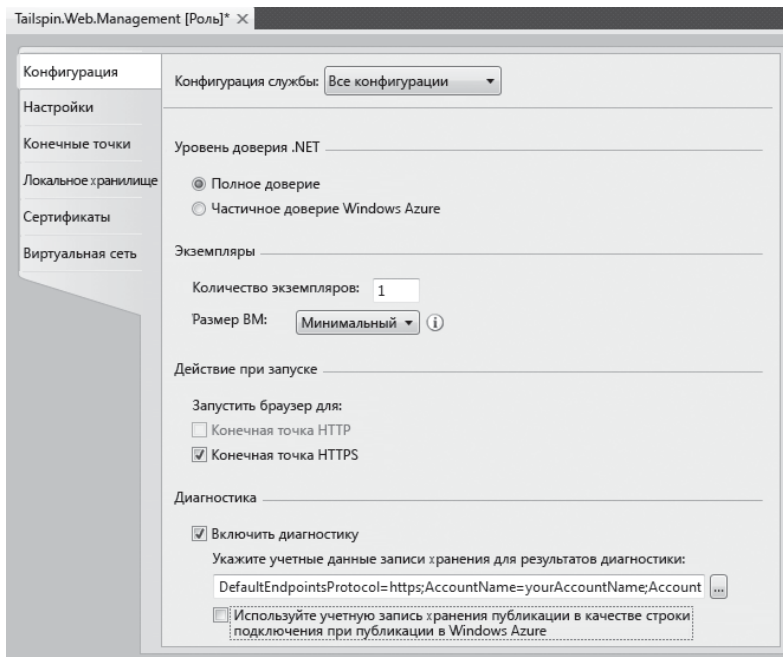 Tailspin.Web.Management [Роль]* ×
Конфигурация
Настройки
Конечные точки
Локальное хранилище
Сертификаты
Виртуальная сеть
Конфигурация службы: Все конфигурации
Уровень доверия .NET
Полное доверие
Частичное доверие Windows Azure
Экземпляры
Количество экземпляров: 1
Размер ВМ: Минимальный
Действие при запуске
Запустить браузер для:
Конечная точка HTTP
Конечная точка HTTPS
Диагностика
Включить диагностику
Укажите учетные данные записи хранения для результатов диагностики:
DefaultEndpointsProtocol=https;AccountName=yourAccountName;Account ...
Используйте учетную запись хранения публикации в качестве строки
подключения при публикации в Windows Azure